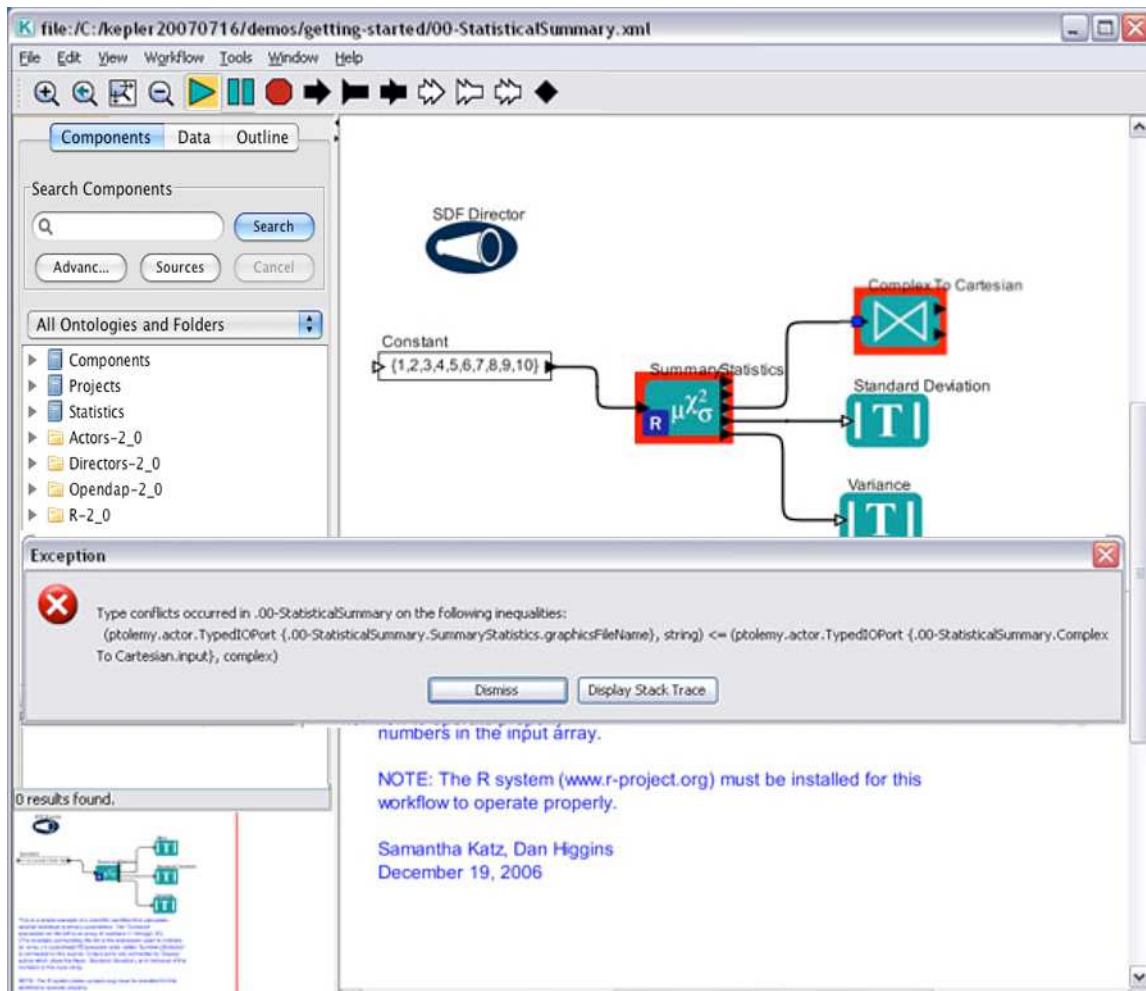 K file:/C:/kepler20070716/demos/getting-started/00-StatisticalSummary.xml
File Edit View Workflow Tools Window Help
Components Data Outline
Search Components
Search
Advanc... Sources Cancel
All Ontologies and Folders
Components
Projects
Statistics
Actors-2_0
Directors-2_0
Opendap-2_0
R-2_0
SDF Director
Complex To Cartesian
Constant
{1,2,3,4,5,6,7,8,9,10}
SummaryStatistics
R μχ²σ
Standard Deviation
T
Variance
T
Exception
Type conflicts occurred in .00-StatisticalSummary on the following inequalities:
(ptolemy.actor.TypedIOPort {.00-StatisticalSummary.SummaryStatistics.graphicsFileName}, string) <= (ptolemy.actor.TypedIOPort {.00-StatisticalSummary.Complex
To Cartesian.input}, complex)
Dismiss Display Stack Trace
numbers in the input array.
NOTE: The R system (www.r-project.org) must be installed for this
workflow to operate properly.
Samantha Katz, Dan Higgins
December 19, 2006
0 results found.